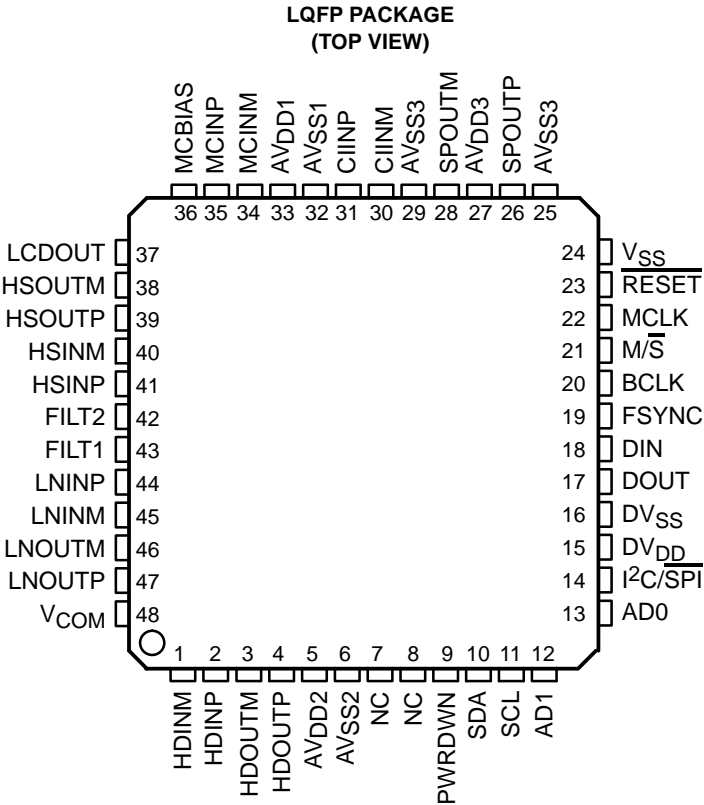 LQFP PACKAGE
(TOP VIEW)
MCBIAS
MCINP
MCINM
AVDD1
AVSS1
CIINP
CIINM
AVSS3
SPOUTM
AVDD3
SPOUTP
AVSS3
36 35 34 33 32 31 30 29 28 27 26 25
LCDOUT 37
HSOUTM 38
HSOUTP 39
HSINM 40
HSINP 41
FILT2 42
FILT1 43
LNINP 44
LNINM 45
LNOUTM 46
LNOUTP 47
VCOM 48
24 VSS
23 RESET
22 MCLK
21 M/S
20 BCLK
19 FSYNC
18 DIN
17 DOUT
16 DVSS
15 DVDD
14 I2C/SPI
13 AD0
1 2 3 4 5 6 7 8 9 10 11 12
HDINM
HDINP
HDOUTM
HDOUTP
AVDD2
AVSS2
NC
NC
PWRDWN
SDA
SCL
AD1